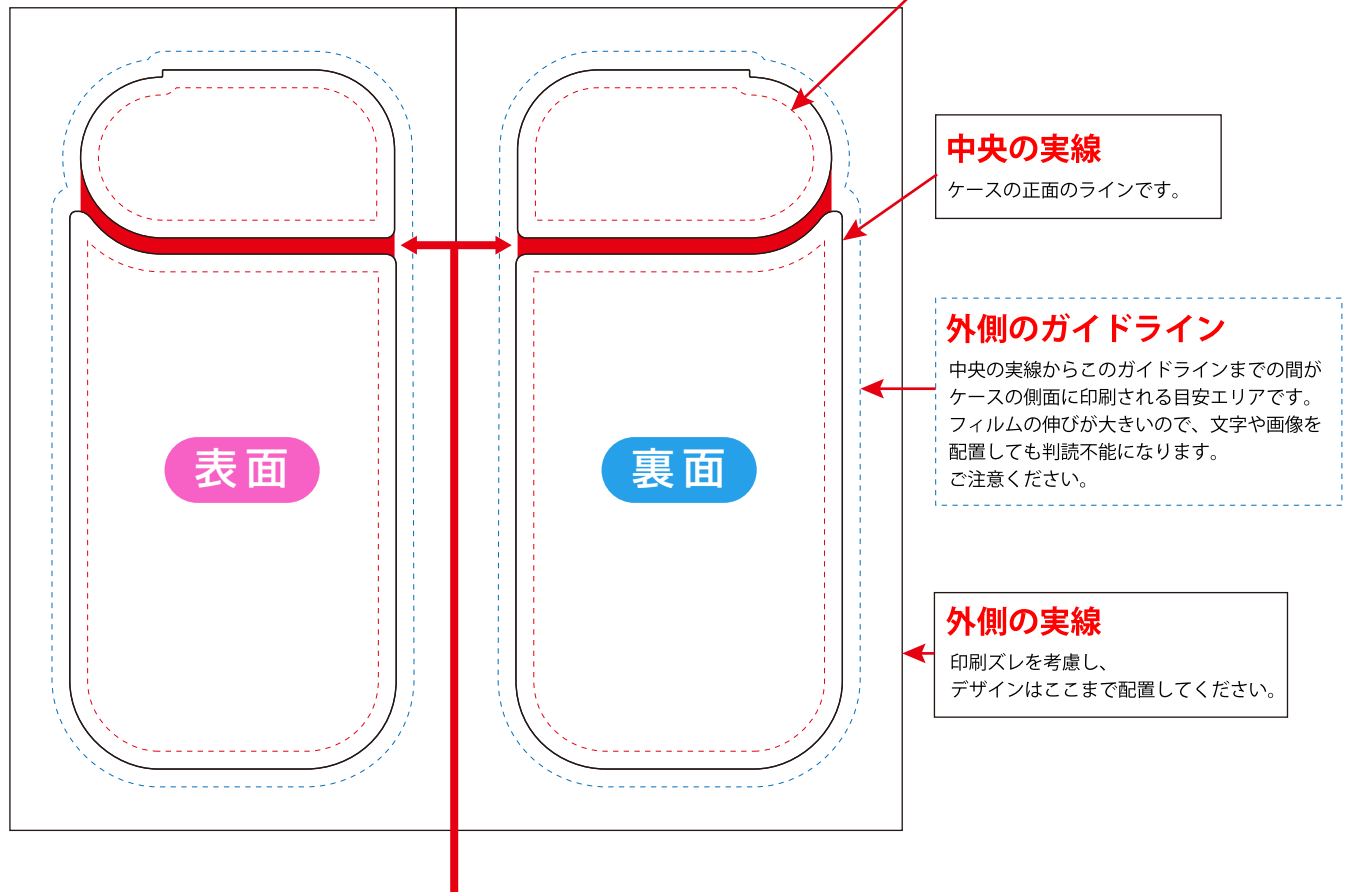 中央の実線
ケースの正面のラインです。
外側のガイドライン
中央の実線からこのガイドラインまでの間が
ケースの側面に印刷される目安エリアです。
フィルムの伸びが大きいので、文字や画像を
配置しても判読不能になります。
ご注意ください。
表面
裏面
外側の実線
印刷ズレを考慮し、
デザインはここまで配置してください。